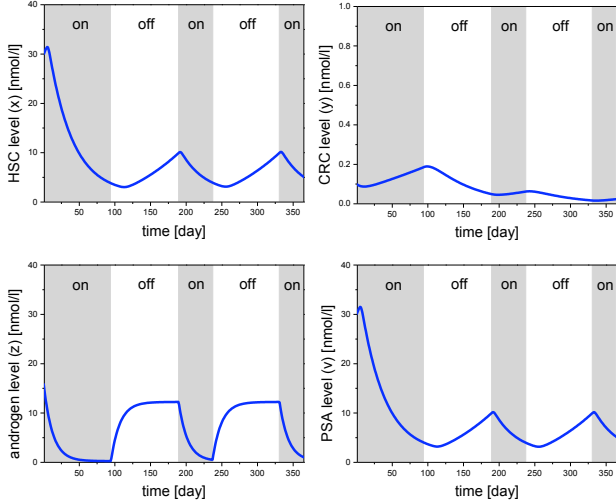 on off on off on
40
30
20
10
0
HSC level (x) [nmol/l]
50 100 150 200 250 300 350
time [day]
on off on off on
1.0
0.8
0.6
0.4
0.2
0.0
CRC level (y) [nmol/l]
50 100 150 200 250 300 350
time [day]
on off on off on
40
30
20
10
0
androgen level (z) [nmol/l]
50 100 150 200 250 300 350
time [day]
on off on off on
40
30
20
10
0
PSA level (v) [nmol/l]
50 100 150 200 250 300 350
time [day]